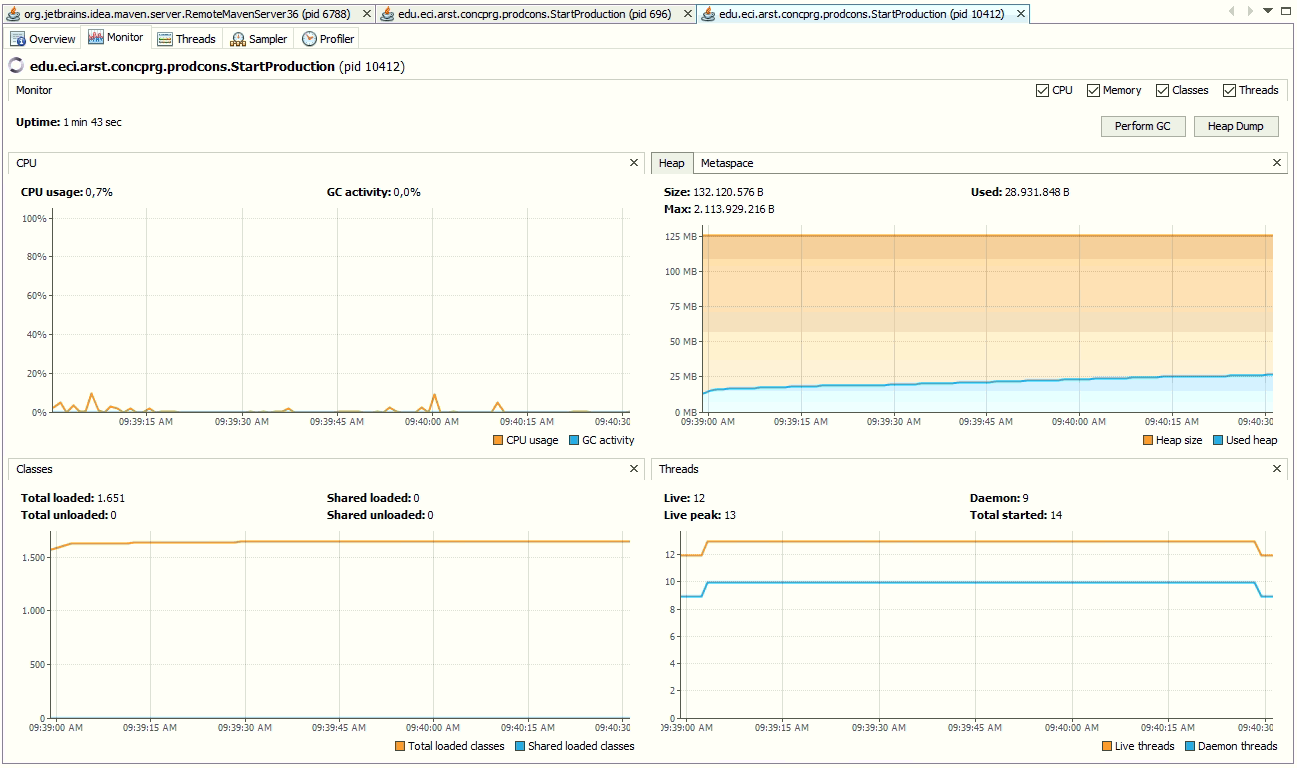 org.jetbrains.idea.maven.server.RemoteMavenServer36 (pid 6788) edu.eci.arst.concprg.prodcons.StartProduction (pid 696) edu.eci.arst.concprg.prodcons.StartProduction (pid 10412)
Overview Monitor Threads Sampler Profiler
edu.eci.arst.concprg.prodcons.StartProduction (pid 10412)
Monitor CPU Memory Classes Threads
Uptime: 1 min 43 sec
Perform GC Heap Dump
CPU
CPU usage: 0,7% GC activity: 0,0%
100%
80%
60%
40%
20%
0%
09:39:15 AM 09:39:30 AM 09:39:45 AM 09:40:00 AM 09:40:15 AM 09:40:30
CPU usage GC activity
Heap Metaspace
Size: 132.120.576 B Used: 28.931.848 B
Max: 2.113.929.216 B
125 MB
100 MB
75 MB
50 MB
25 MB
0 MB
09:39:00 AM 09:39:15 AM 09:39:30 AM 09:39:45 AM 09:40:00 AM 09:40:15 AM 09:40:30
Heap size Used heap
Classes
Total loaded: 1.651 Shared loaded: 0
Total unloaded: 0 Shared unloaded: 0
1.500
1.000
500
0
09:39:00 AM 09:39:15 AM 09:39:30 AM 09:39:45 AM 09:40:00 AM 09:40:15 AM 09:40:30
Total loaded classes Shared loaded classes
Threads
Live: 12 Daemon: 9
Live peak: 13 Total started: 14
12
10
8
6
4
2
0
09:39:00 AM 09:39:15 AM 09:39:30 AM 09:39:45 AM 09:40:00 AM 09:40:15 AM 09:40:30
Live threads Daemon threads